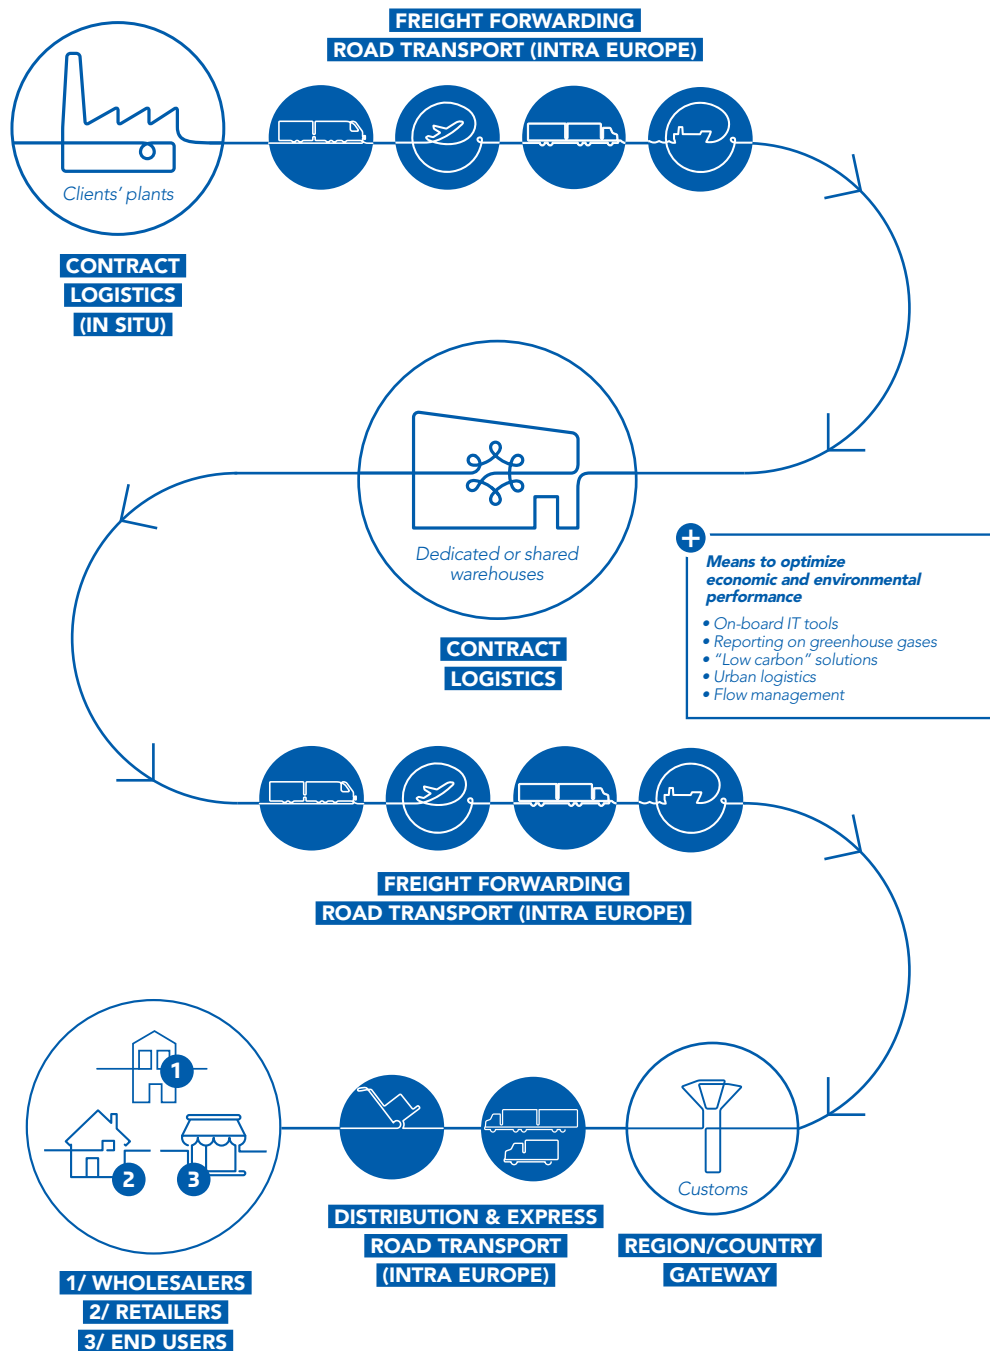 FREIGHT FORWARDING
ROAD TRANSPORT (INTRA EUROPE)
Clients' plants
CONTRACT
LOGISTICS
(IN SITU)
Dedicated or shared
warehouses
CONTRACT
LOGISTICS
+
Means to optimize
economic and environmental
performance
• On-board IT tools
• Reporting on greenhouse gases
• “Low carbon” solutions
• Urban logistics
• Flow management
FREIGHT FORWARDING
ROAD TRANSPORT (INTRA EUROPE)
1
2
3
1/ WHOLESALERS
2/ RETAILERS
3/ END USERS
DISTRIBUTION & EXPRESS
ROAD TRANSPORT
(INTRA EUROPE)
Customs
REGION/COUNTRY
GATEWAY